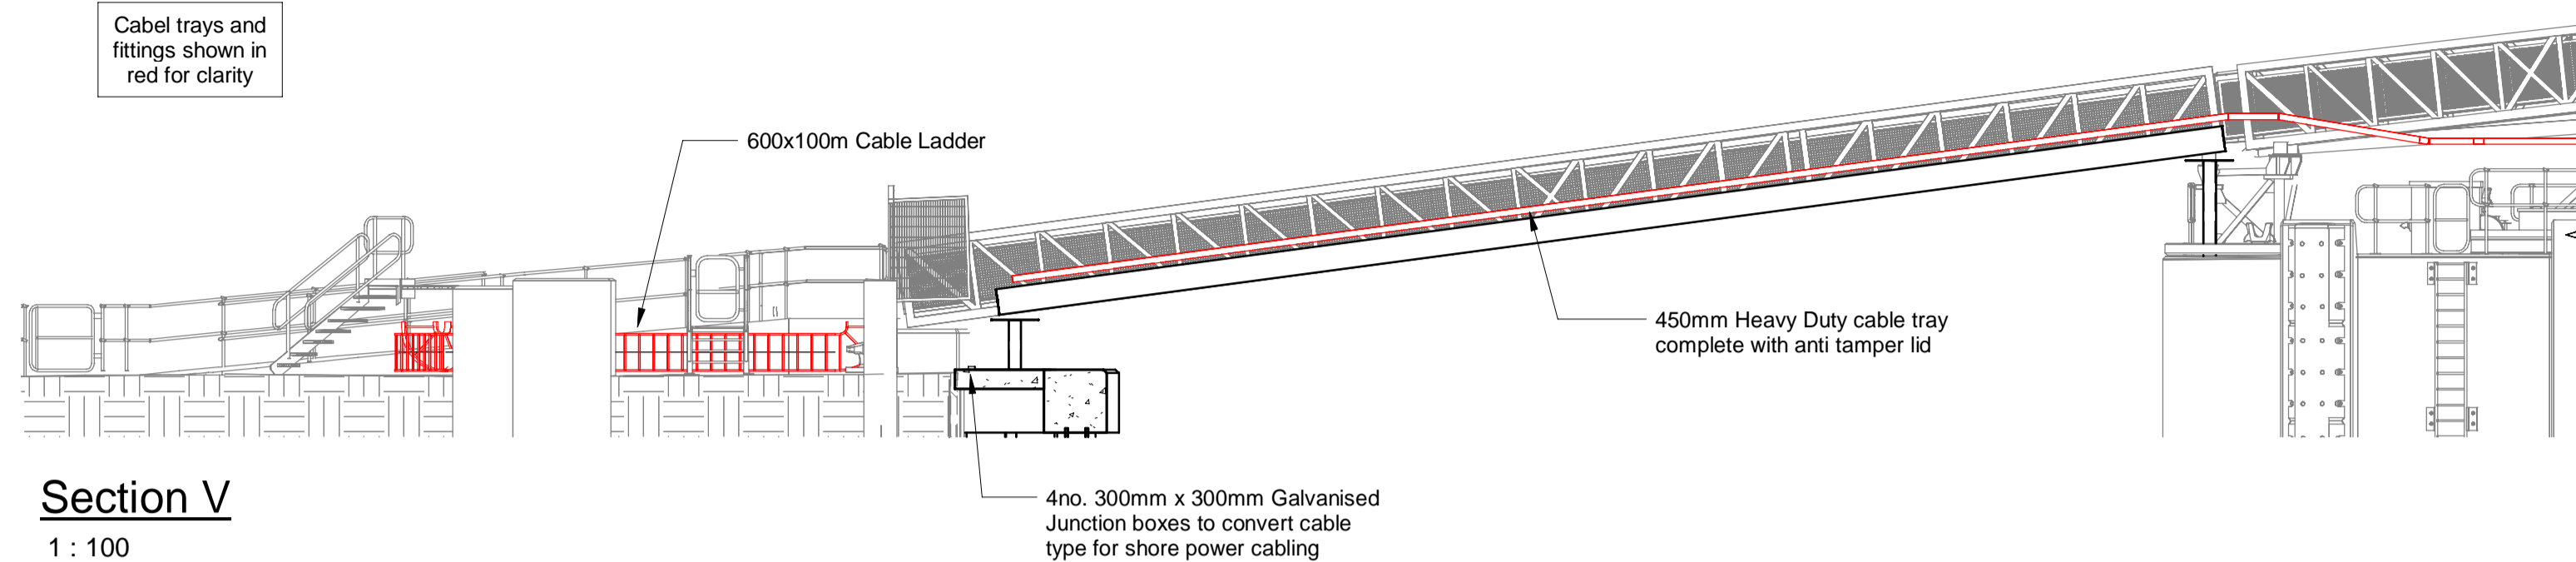 Cabel trays and
fittings shown in
red for clarity
600x100m Cable Ladder
450mm Heavy Duty cable tray
complete with anti tamper lid
4no. 300mm x 300mm Galvanised
Junction boxes to convert cable
type for shore power cabling
Section V
1 : 100